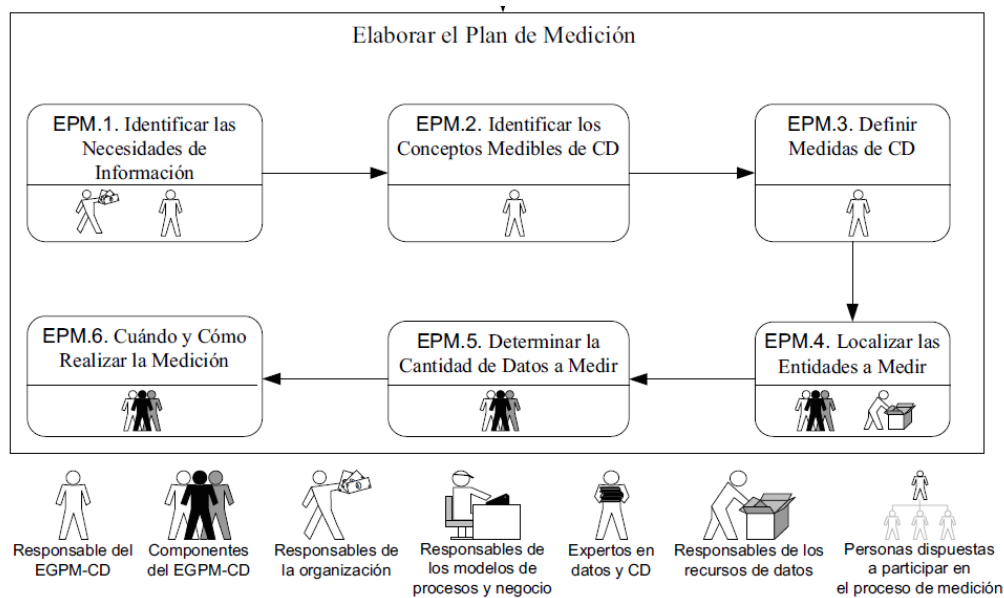 Elaborar el Plan de Medición
EPM.1. Identificar las
Necesidades de
Información
EPM.2. Identificar los
Conceptos Medibles de CD
EPM.3. Definir
Medidas de CD
EPM.6. Cuándo y Cómo
Realizar la Medición
EPM.5. Determinar la
Cantidad de Datos a Medir
EPM.4. Localizar las
Entidades a Medir
Responsable del
EGPM-CD
Componentes
del EGPM-CD
Responsables de
la organización
Responsables de
los modelos de
procesos y negocio
Expertos en
datos y CD
Responsables de los
recursos de datos
Personas dispuestas
a participar en
el proceso de medición